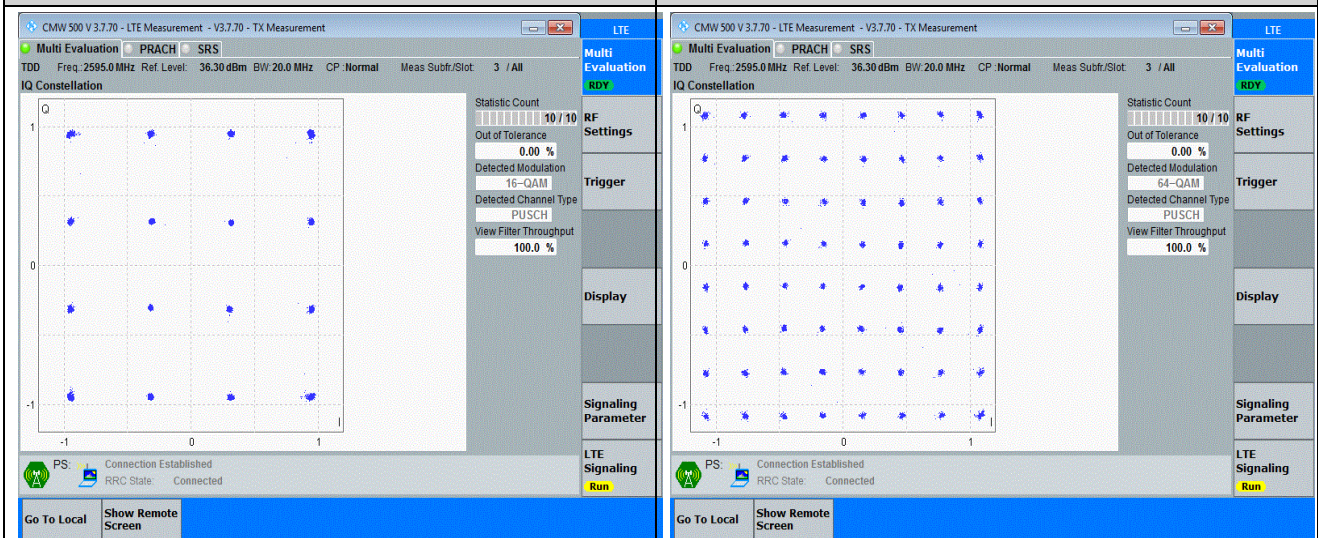 CMW 500 V 3.7.70 - LTE Measurement - V3.7.70 - TX Measurement
LTE
Multi Evaluation PRACH SRS
Multi
Evaluation
RDY
TDD Freq.:2595.0 MHz Ref. Level: 36.30 dBm BW:20.0 MHz CP :Normal Meas Subfr./Slot: 3 / All
IQ Constellation
Q
1
0
-1
-1 0 1
I
Statistic Count
10 / 10
Out of Tolerance
0.00 %
Detected Modulation
16-QAM
Detected Channel Type
PUSCH
View Filter Throughput
100.0 %
RF
Settings
Trigger
Display
Signaling
Parameter
LTE
Signaling
Run
PS: Connection Established
RRC State: Connected
Go To Local
Show Remote
Screen
CMW 500 V 3.7.70 - LTE Measurement - V3.7.70 - TX Measurement
LTE
Multi Evaluation PRACH SRS
Multi
Evaluation
RDY
TDD Freq.:2595.0 MHz Ref. Level: 36.30 dBm BW:20.0 MHz CP :Normal Meas Subfr./Slot: 3 / All
IQ Constellation
Q
1
0
-1
-1 0 1
I
Statistic Count
10 / 10
Out of Tolerance
0.00 %
Detected Modulation
64-QAM
Detected Channel Type
PUSCH
View Filter Throughput
100.0 %
RF
Settings
Trigger
Display
Signaling
Parameter
LTE
Signaling
Run
PS: Connection Established
RRC State: Connected
Go To Local
Show Remote
Screen